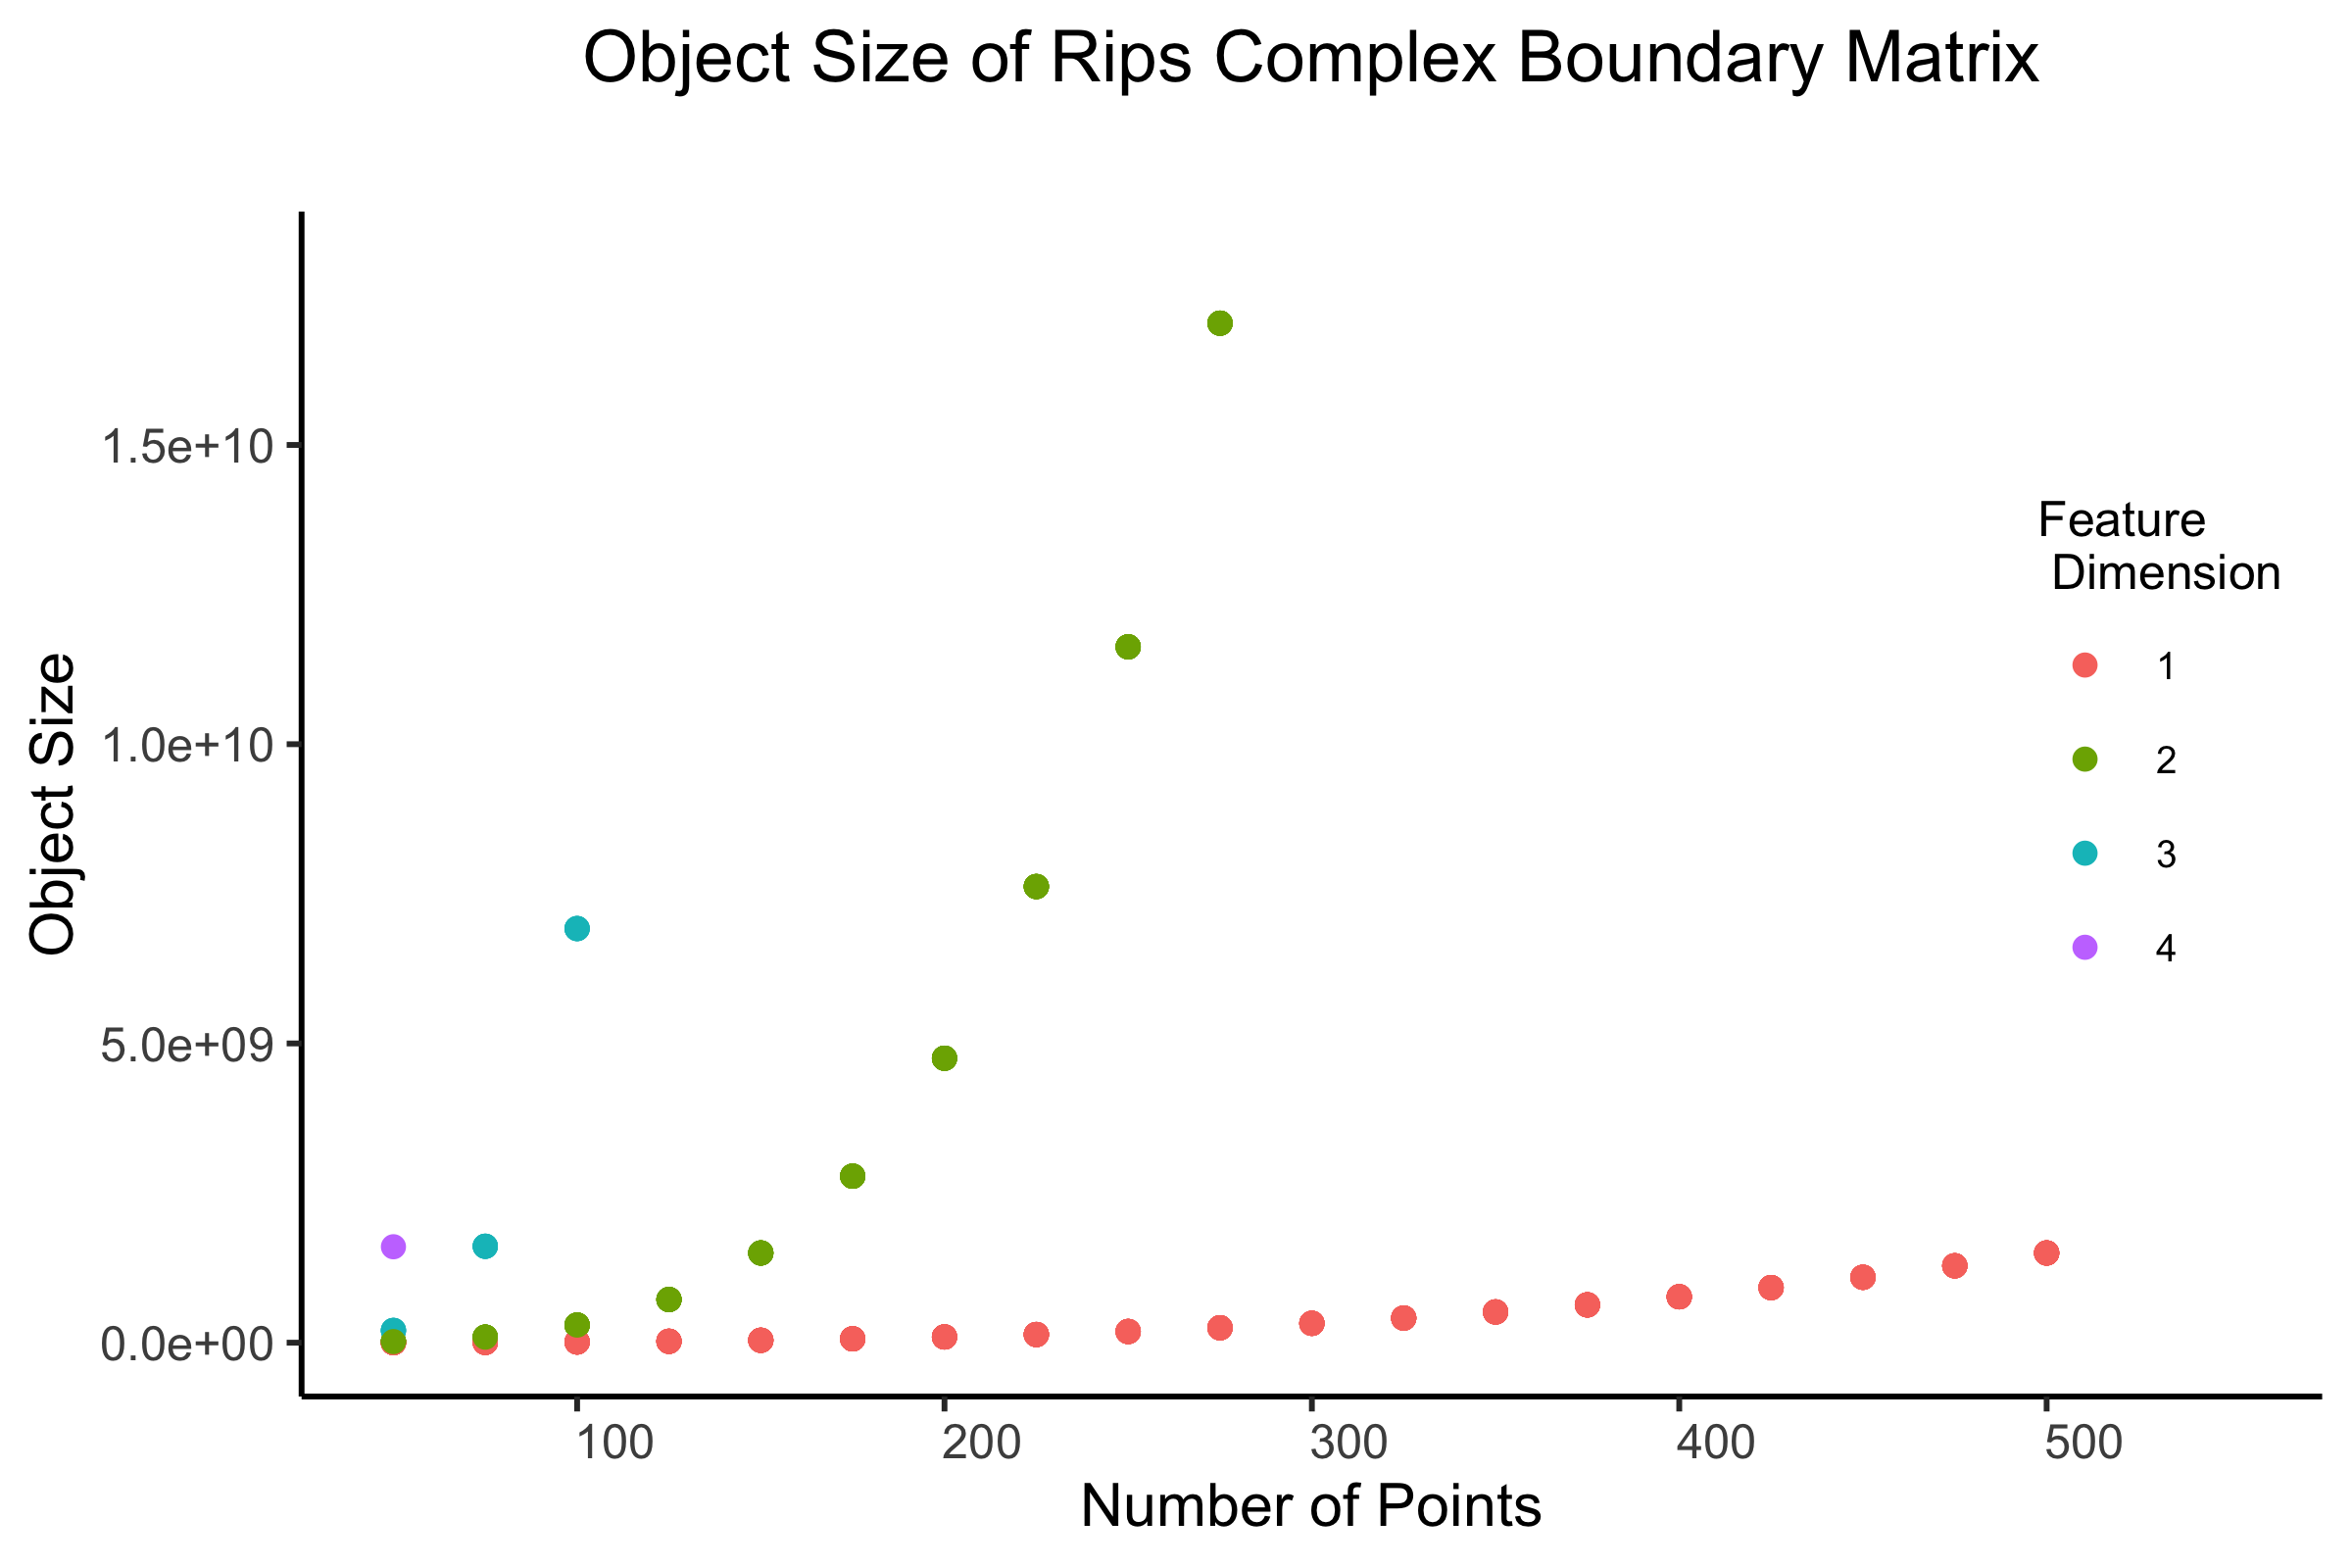 Object Size of Rips Complex Boundary Matrix
Object Size
1.5e+10
1.0e+10
5.0e+09
0.0e+00
100
200
300
400
500
Number of Points
Feature
Dimension
1
2
3
4